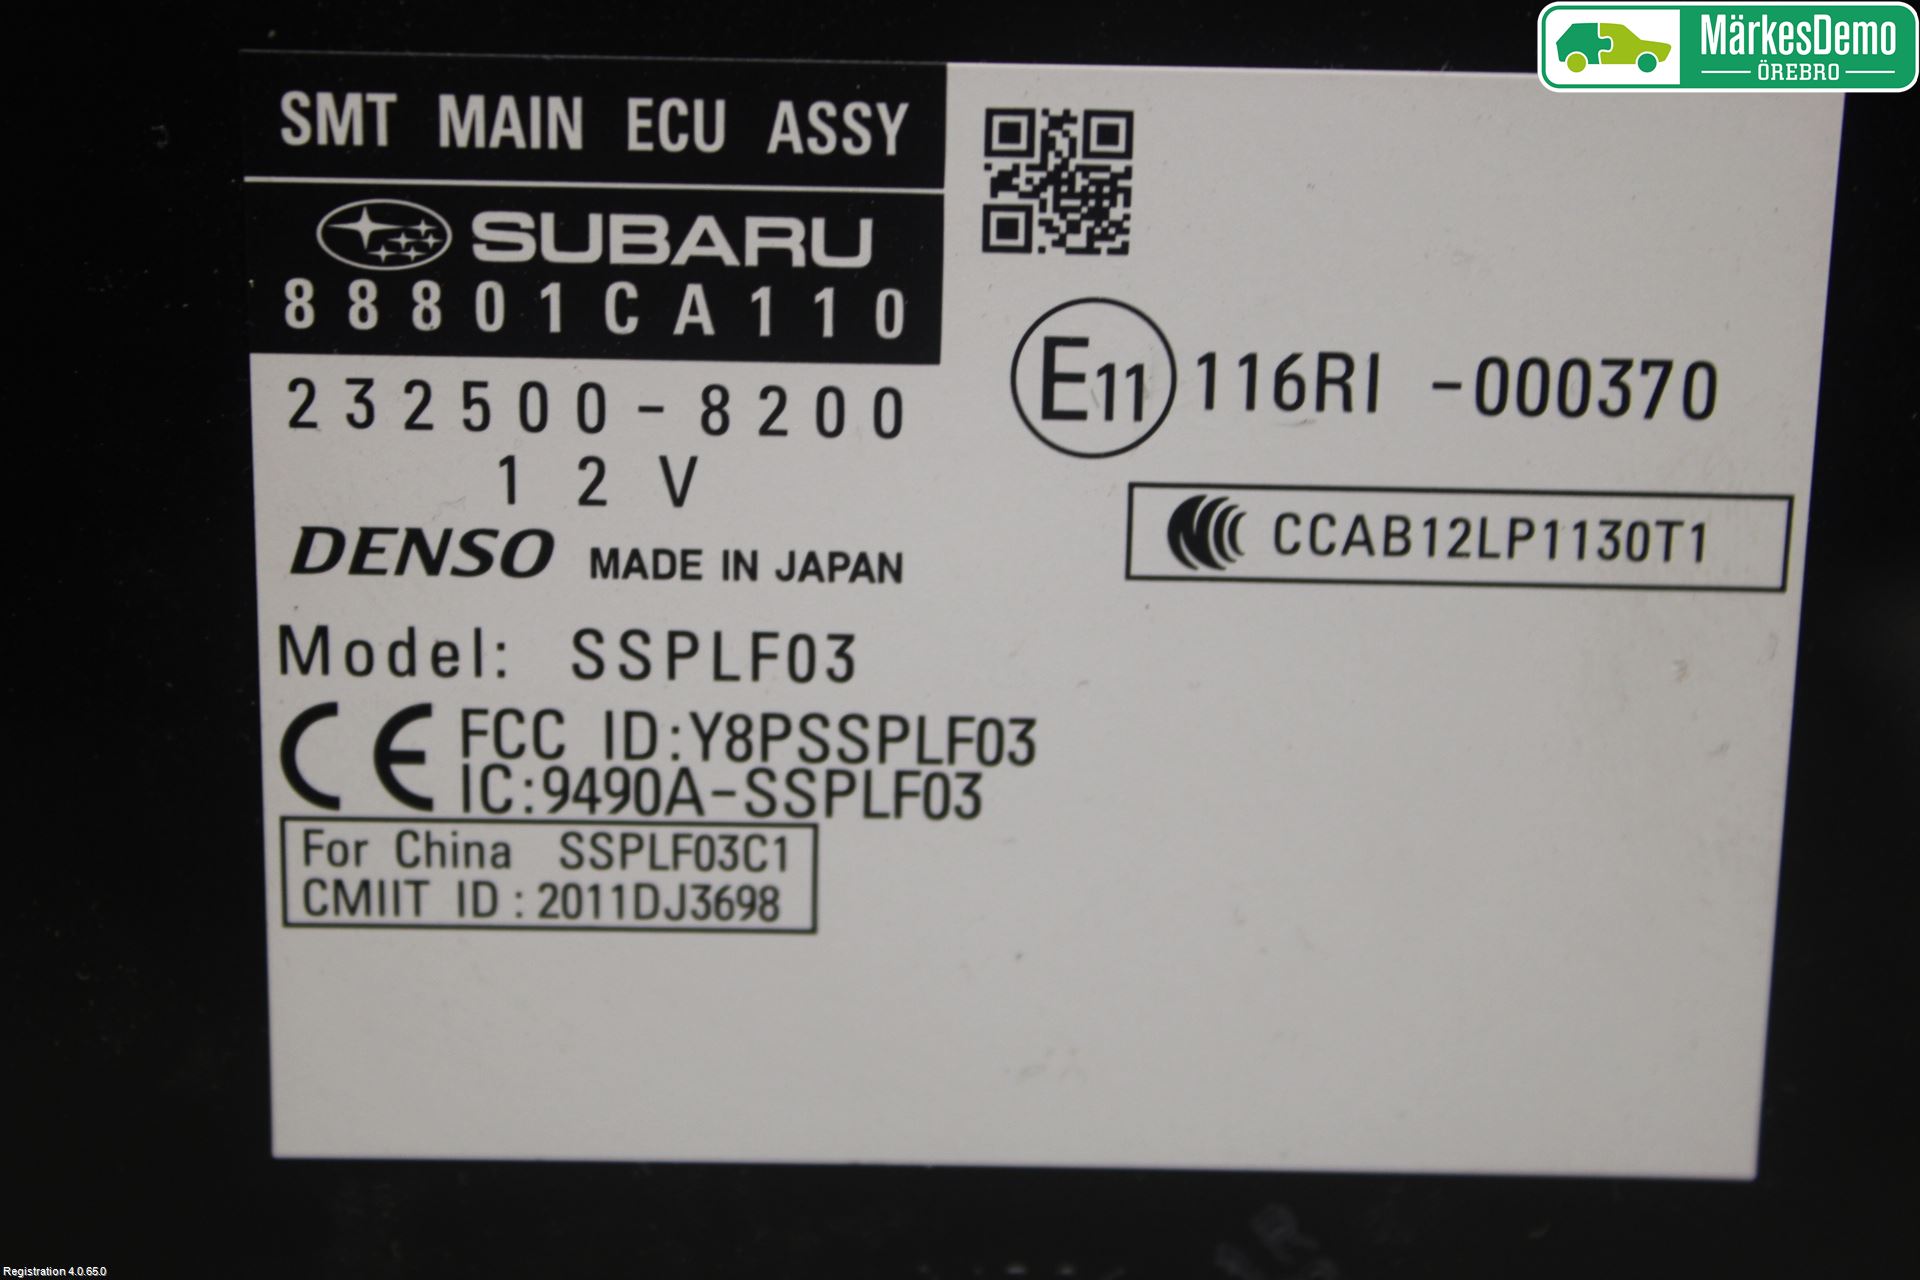 MärkesDemo
ÖREBRO
SMT MAIN ECU ASSY
SUBARU
88801CA110
232500-8200
12V
DENSO MADE IN JAPAN
Model: SSPLF03
CE FCC ID:Y8PSSPLF03
IC:9490A-SSPLF03
For China SSPLF03C1
CMIIT ID:2011DJ3698
E11 116RI -000370
CCAB12LP1130T1
Registration 4.0.65.0